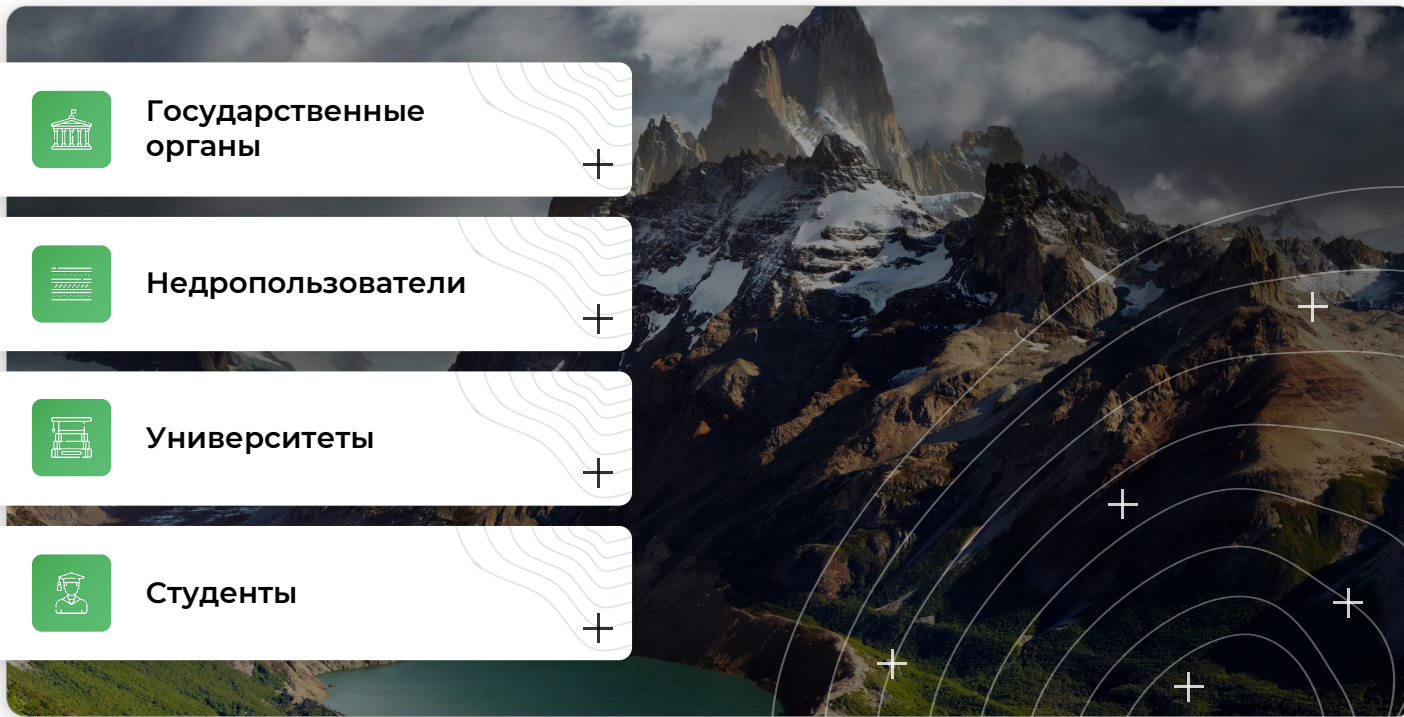 Государственные
органы
Недропользователи
Университеты
Студенты